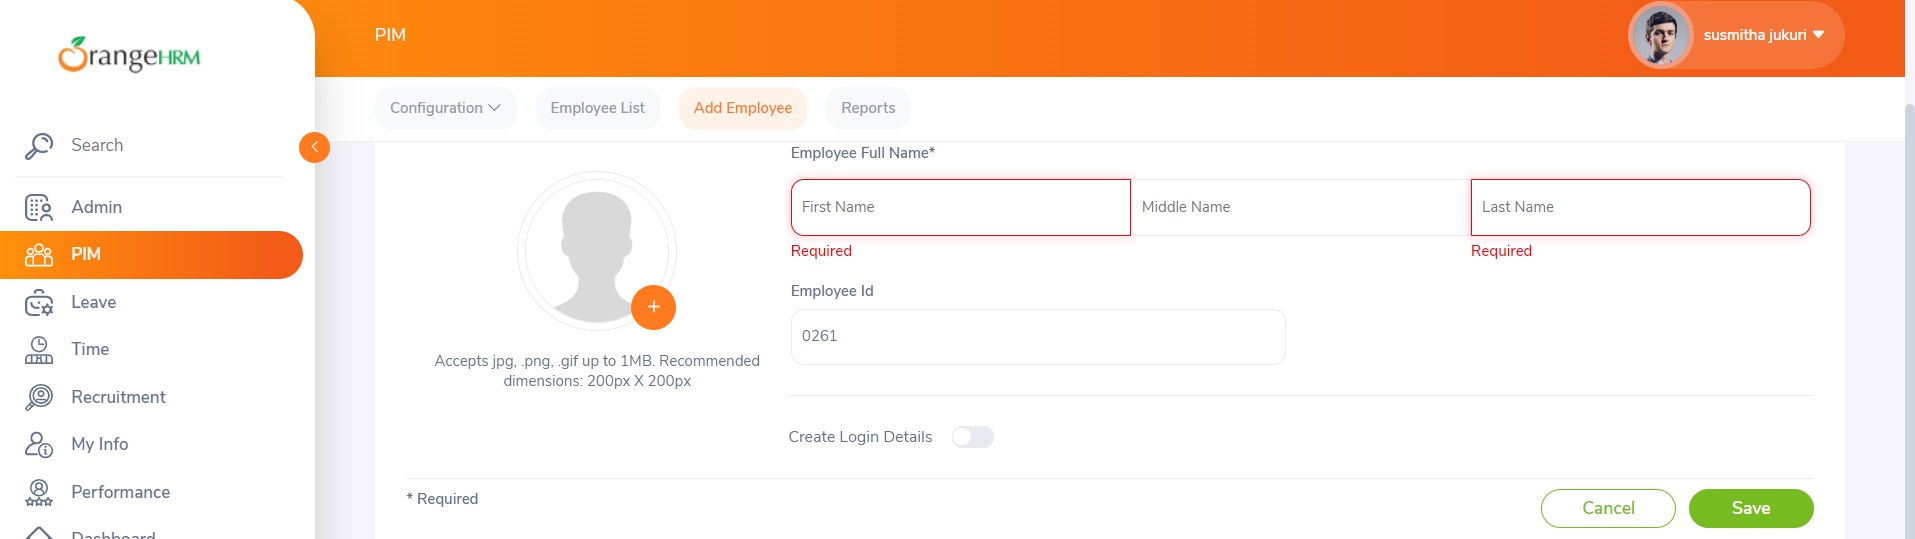 OrangeHRM
PIM
susmitha jukuri
Search
Admin
PIM
Leave
Time
Recruitment
My Info
Performance
Dashboard
Configuration
Employee List
Add Employee
Reports
Employee Full Name*
First Name
Middle Name
Last Name
Required
Required
Employee Id
0261
Accepts jpg, .png, .gif up to 1MB. Recommended
dimensions: 200px X 200px
Create Login Details
* Required
Cancel
Save